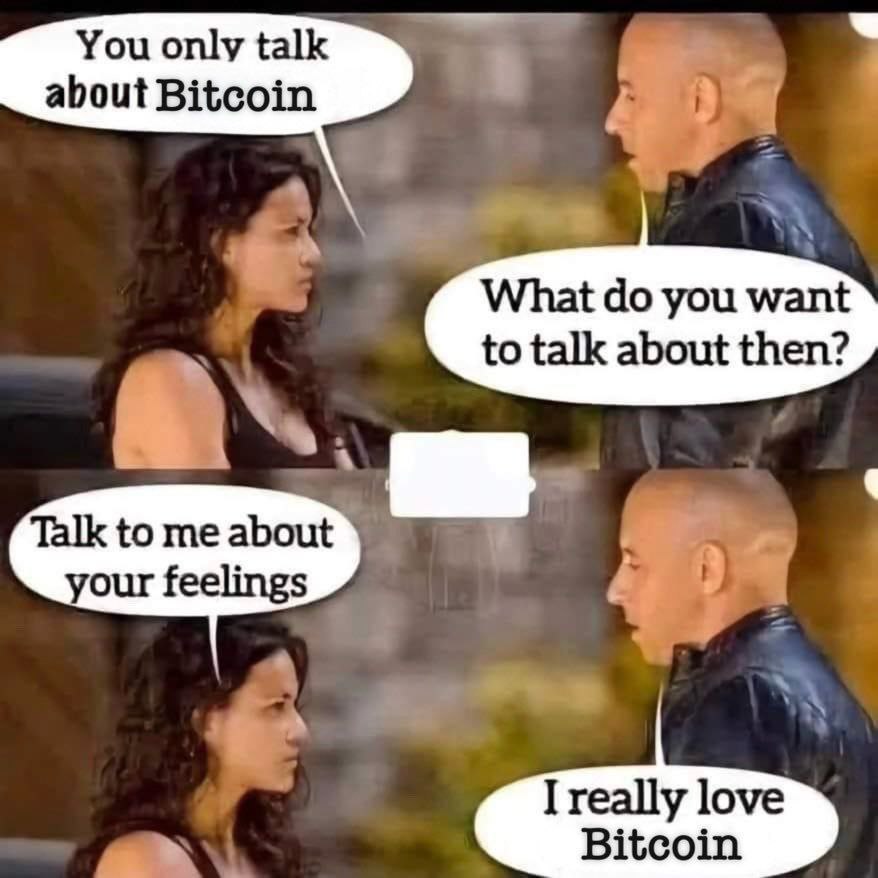 You only talk
about Bitcoin
What do you want
to talk about then?
Talk to me about
your feelings
I really love
Bitcoin